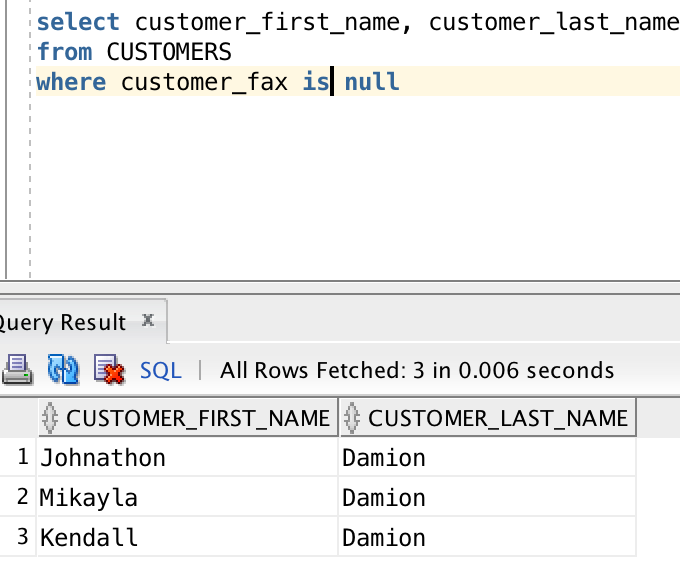 select customer_first_name, customer_last_name
from CUSTOMERS
where customer_fax is null
Query Result x
SQL | All Rows Fetched: 3 in 0.006 seconds
CUSTOMER_FIRST_NAME CUSTOMER_LAST_NAME
1 Johnathon Damion
2 Mikayla Damion
3 Kendall Damion